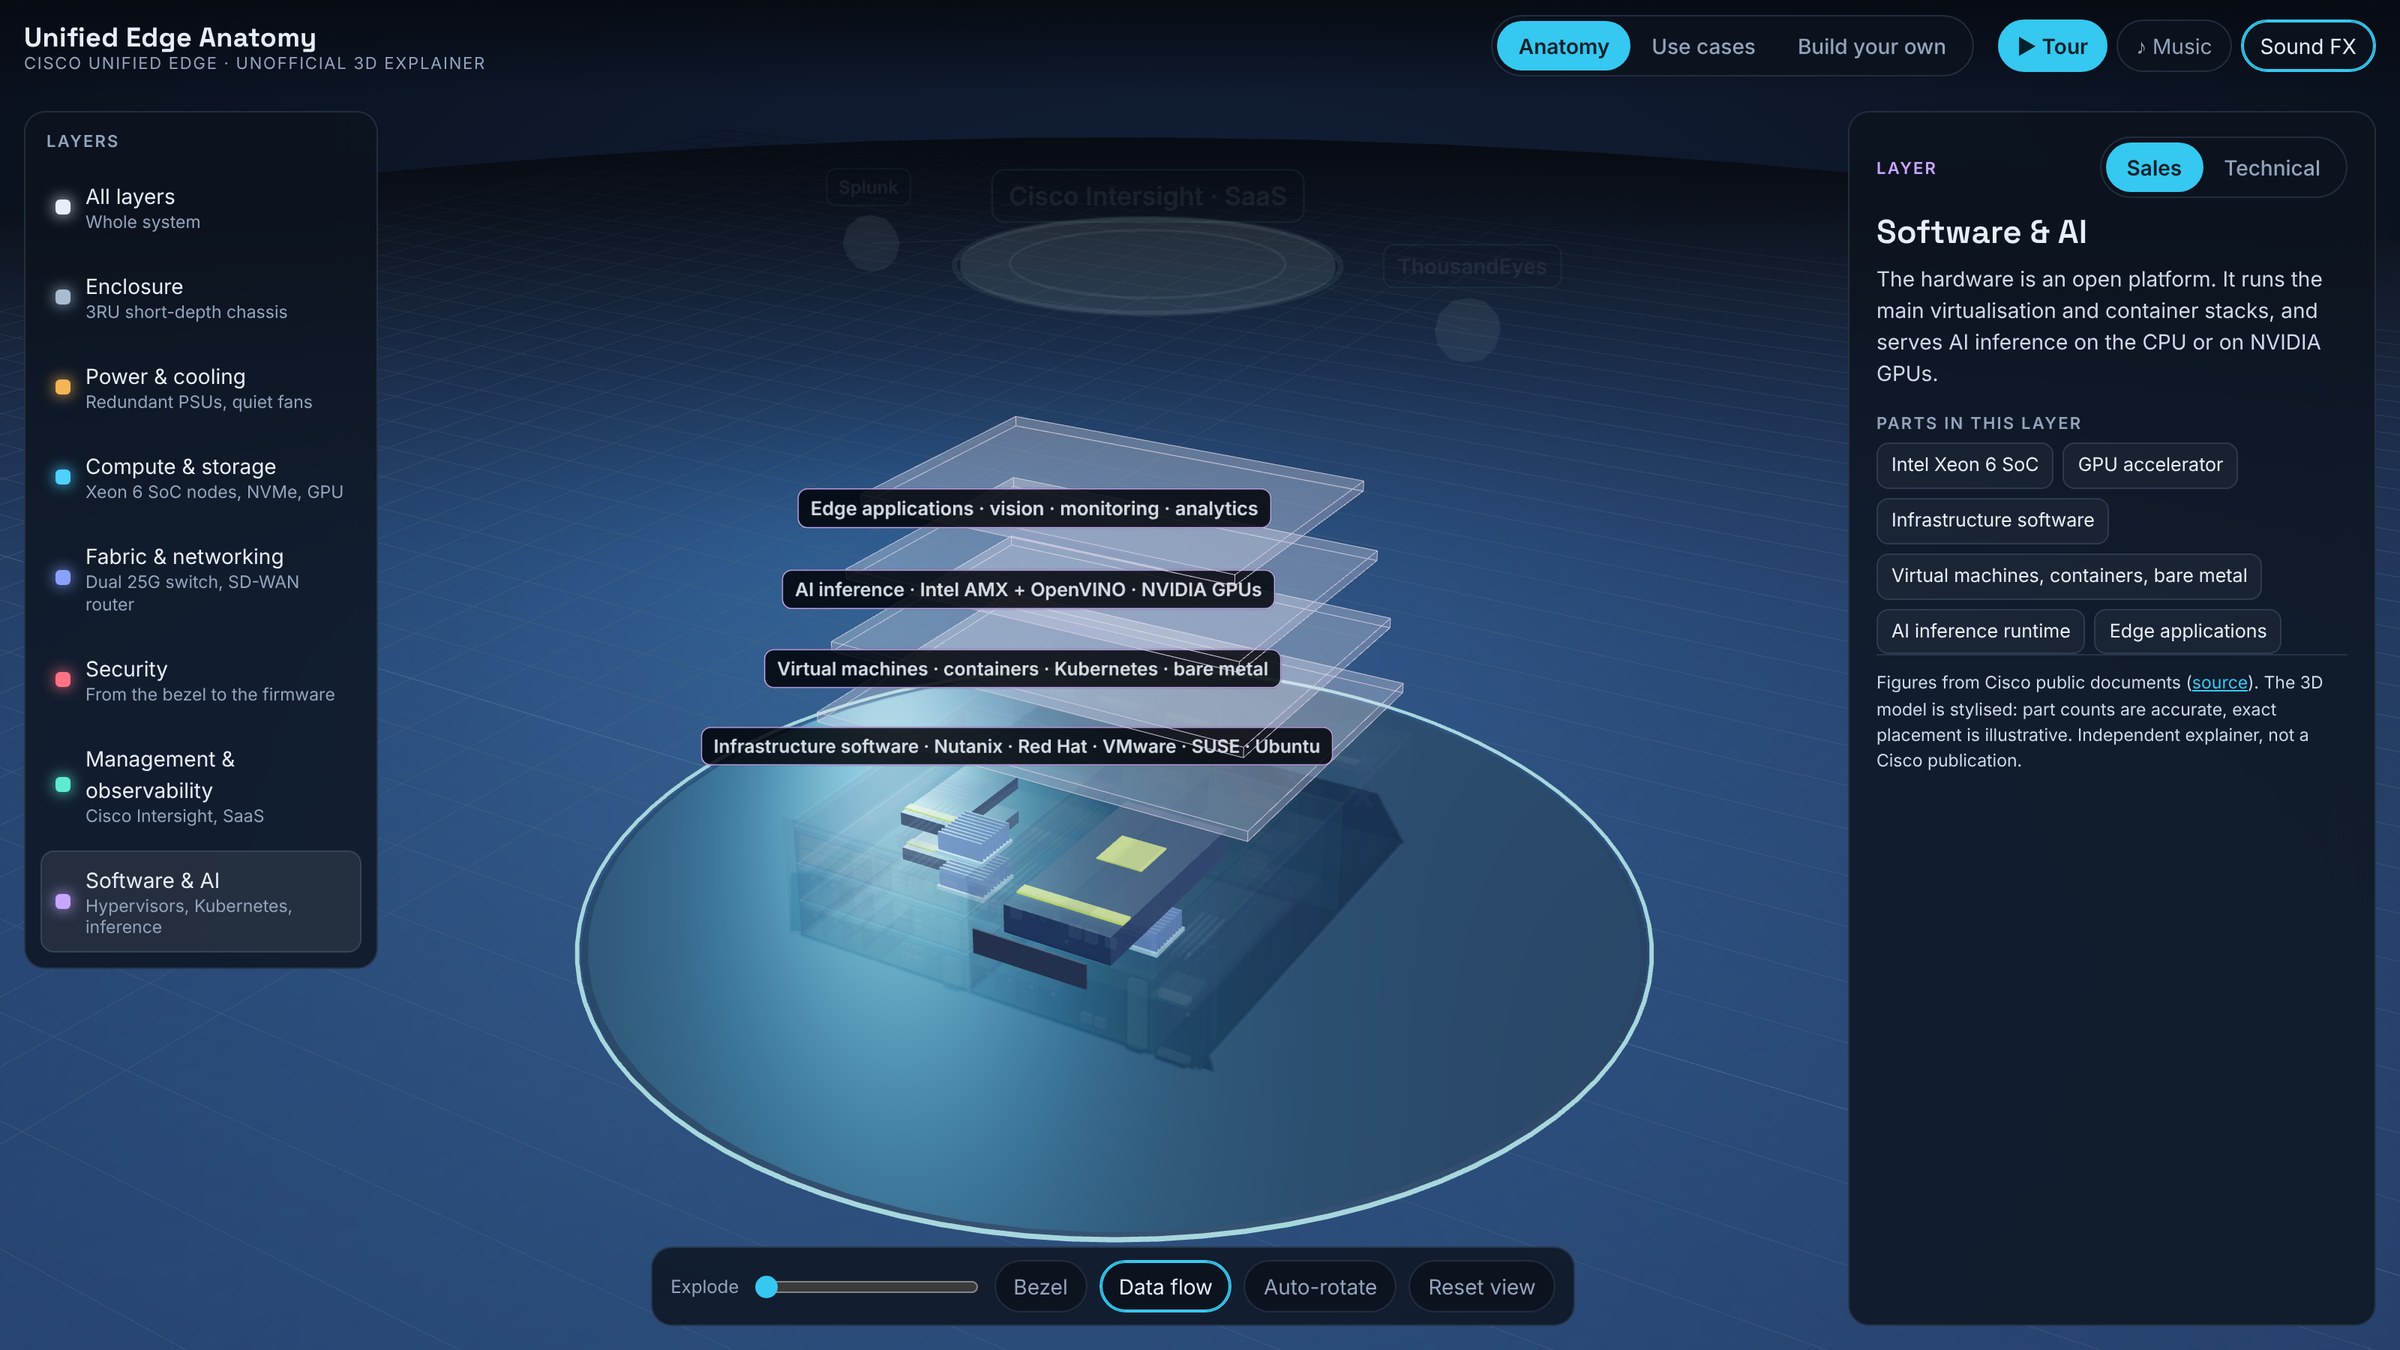 Unified Edge Anatomy
CISCO UNIFIED EDGE · UNOFFICIAL 3D EXPLAINER
Anatomy
Use cases
Build your own
▶ Tour
♪ Music
Sound FX
LAYERS
All layers
Whole system
Enclosure
3RU short-depth chassis
Power & cooling
Redundant PSUs, quiet fans
Compute & storage
Xeon 6 SoC nodes, NVMe, GPU
Fabric & networking
Dual 25G switch, SD-WAN
router
Security
From the bezel to the firmware
Management &
observability
Cisco Intersight, SaaS
Software & AI
Hypervisors, Kubernetes,
inference
Splunk
Cisco Intersight · SaaS
ThousandEyes
Edge applications · vision · monitoring · analytics
AI inference · Intel AMX + OpenVINO · NVIDIA GPUs
Virtual machines · containers · Kubernetes · bare metal
Infrastructure software · Nutanix · Red Hat · VMware · SUSE · Ubuntu
Explode
Bezel
Data flow
Auto-rotate
Reset view
LAYER
Sales
Technical
Software & AI
The hardware is an open platform. It runs the
main virtualisation and container stacks, and
serves AI inference on the CPU or on NVIDIA
GPUs.
PARTS IN THIS LAYER
Intel Xeon 6 SoC
GPU accelerator
Infrastructure software
Virtual machines, containers, bare metal
AI inference runtime
Edge applications
Figures from Cisco public documents (source). The 3D
model is stylised: part counts are accurate, exact
placement is illustrative. Independent explainer, not a
Cisco publication.